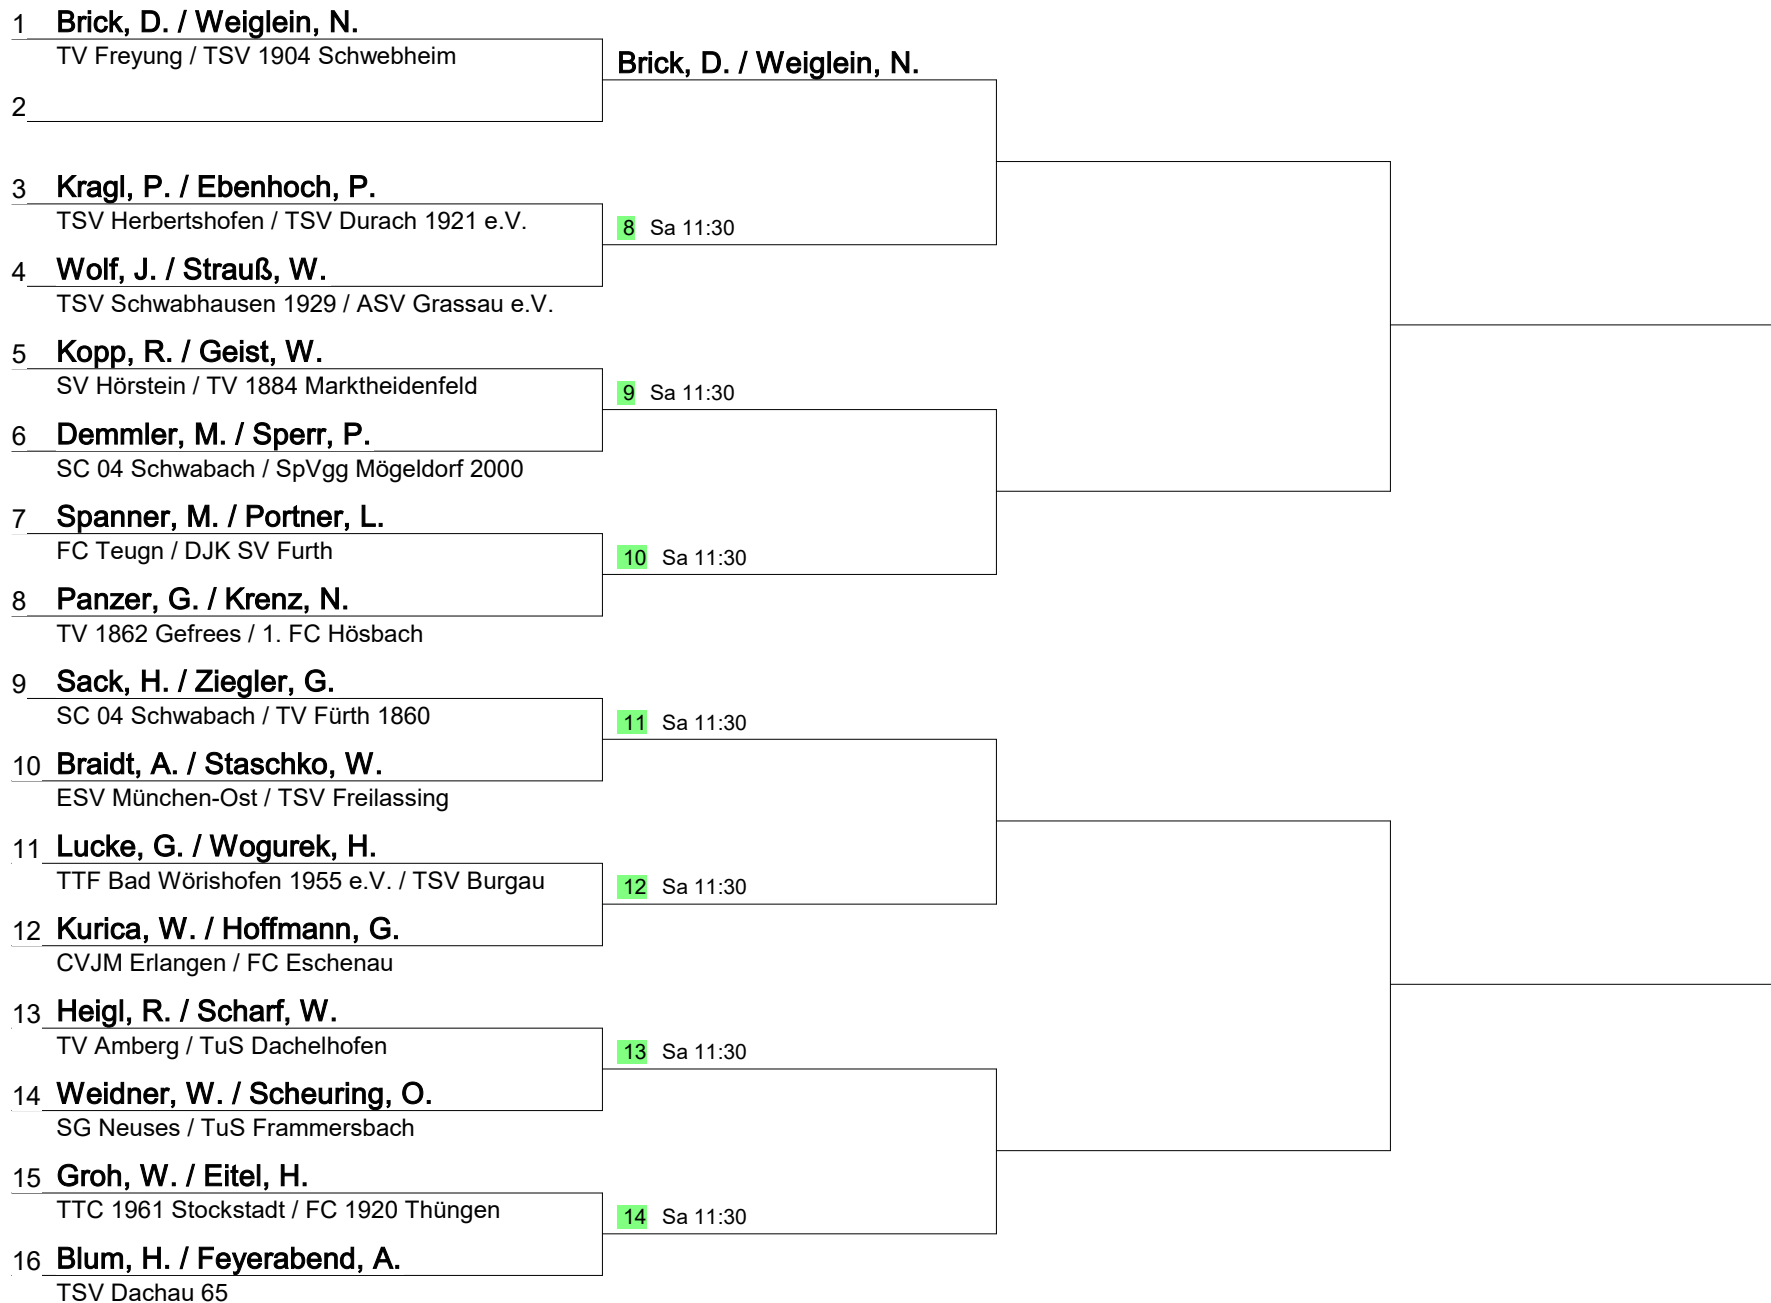 1 Brick, D. / Weiglein, N.
TV Freyung / TSV 1904 Schwebheim
Brick, D. / Weiglein, N.
2
3 Kragl, P. / Ebenhoch, P.
TSV Herbertshofen / TSV Durach 1921 e.V.
8 Sa 11:30
4 Wolf, J. / Strauß, W.
TSV Schwabhausen 1929 / ASV Grassau e.V.
5 Kopp, R. / Geist, W.
SV Hörstein / TV 1884 Marktheidenfeld
9 Sa 11:30
6 Demmler, M. / Sperr, P.
SC 04 Schwabach / SpVgg Mögeldorf 2000
7 Spanner, M. / Portner, L.
FC Teugn / DJK SV Furth
10 Sa 11:30
8 Panzer, G. / Krenz, N.
TV 1862 Gefrees / 1. FC Hösbach
9 Sack, H. / Ziegler, G.
SC 04 Schwabach / TV Fürth 1860
11 Sa 11:30
10 Braidt, A. / Staschko, W.
ESV München-Ost / TSV Freilassing
11 Lucke, G. / Wogurek, H.
TTF Bad Wörishofen 1955 e.V. / TSV Burgau
12 Sa 11:30
12 Kurica, W. / Hoffmann, G.
CVJM Erlangen / FC Eschenau
13 Heigl, R. / Scharf, W.
TV Amberg / TuS Dachelhofen
13 Sa 11:30
14 Weidner, W. / Scheuring, O.
SG Neuses / TuS Frammersbach
15 Groh, W. / Eitel, H.
TTC 1961 Stockstadt / FC 1920 Thüngen
14 Sa 11:30
16 Blum, H. / Feyerabend, A.
TSV Dachau 65